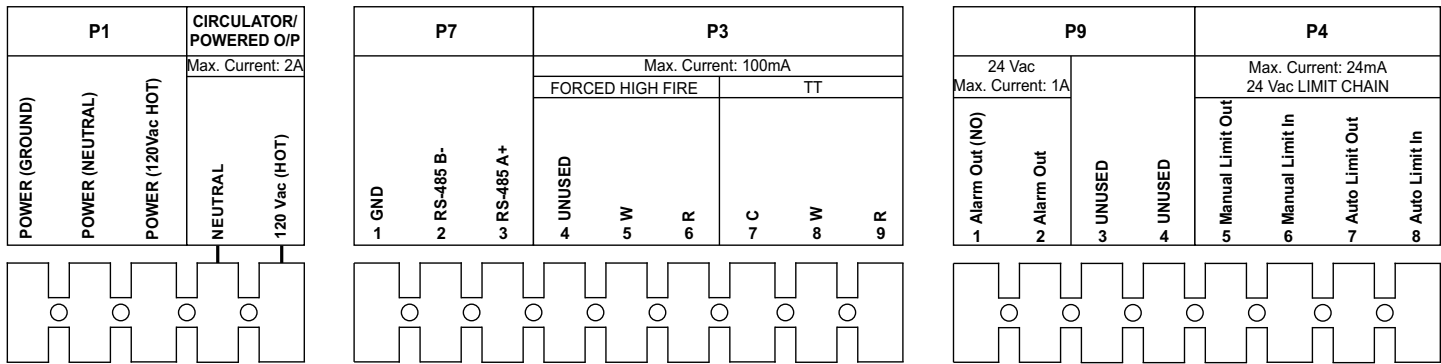 P1
CIRCULATOR/
POWERED O/P
Max. Current: 2A
POWER (GROUND)
POWER (NEUTRAL)
POWER (120Vac HOT)
NEUTRAL
120 Vac (HOT)
P7
P3
Max. Current: 100mA
FORCED HIGH FIRE
TT
GND
RS-485 B-
RS-485 A+
UNUSED
W
R
C
W
R
1 2 3 4 5 6 7 8 9
P9
P4
24 Vac
Max. Current: 1A
Max. Current: 24mA
24 Vac LIMIT CHAIN
Alarm Out (NO)
Alarm Out
UNUSED
UNUSED
Manual Limit Out
Manual Limit In
Auto Limit Out
Auto Limit In
1 2 3 4 5 6 7 8